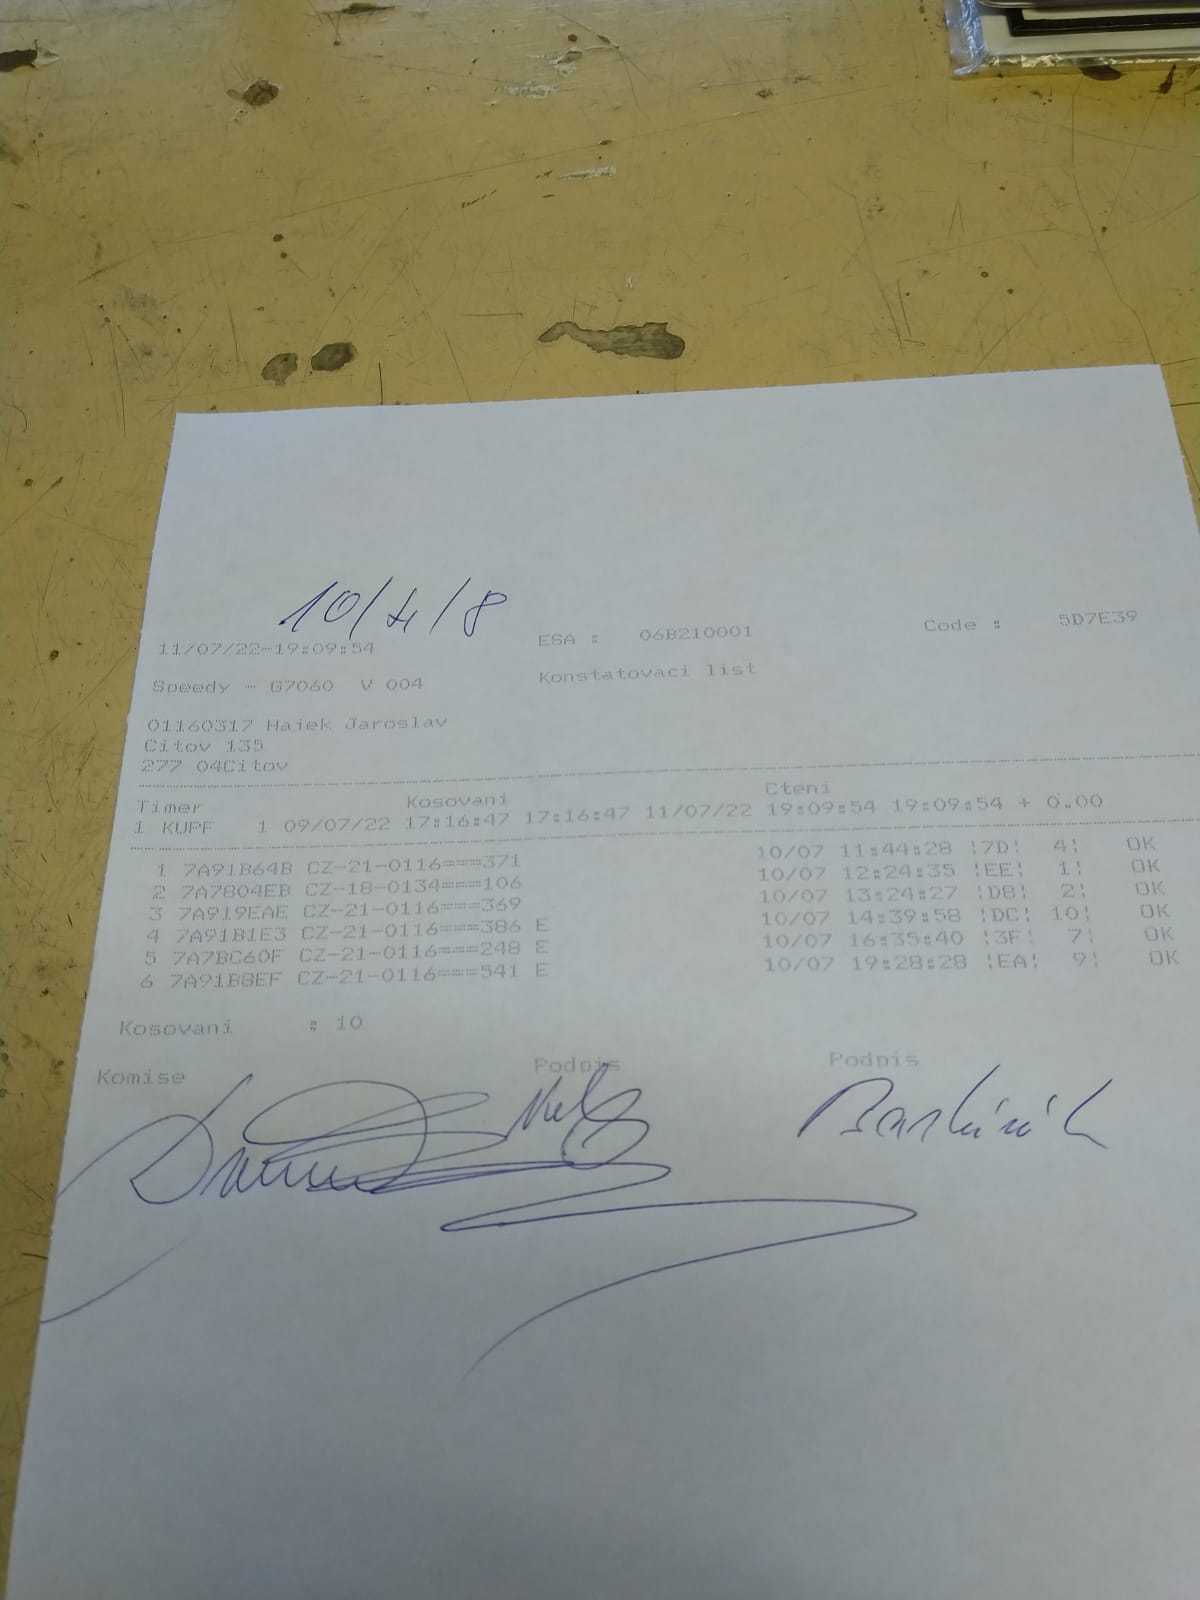 10/4/8
11/07/22-19:09:54 ESA : 06B210001 Code : 5D7E39
Speedy - G7060 V 004 Konstatovaci list
01160317 Hajek Jaroslav
Citov 135
277 04Citov
Timer Kosovani Cteni
1 KUPF 1 09/07/22 17:16:47 17:16:47 11/07/22 19:09:54 19:09:54 + 0.00
1 7A91B64B CZ-21-0116===371 10/07 11:44:28 ¦7D¦ 4¦ OK
2 7A7804EB CZ-18-0134===106 10/07 12:24:35 ¦EE¦ 1¦ OK
3 7A919EAE CZ-21-0116===369 10/07 13:24:27 ¦D8¦ 2¦ OK
4 7A91B1E3 CZ-21-0116===386 E 10/07 14:39:58 ¦DC¦ 10¦ OK
5 7A7BC60F CZ-21-0116===248 E 10/07 16:35:40 ¦3F¦ 7¦ OK
6 7A91B8EF CZ-21-0116===541 E 10/07 19:28:28 ¦EA¦ 9¦ OK
Kosovani : 10
Komise Podpis Podpis